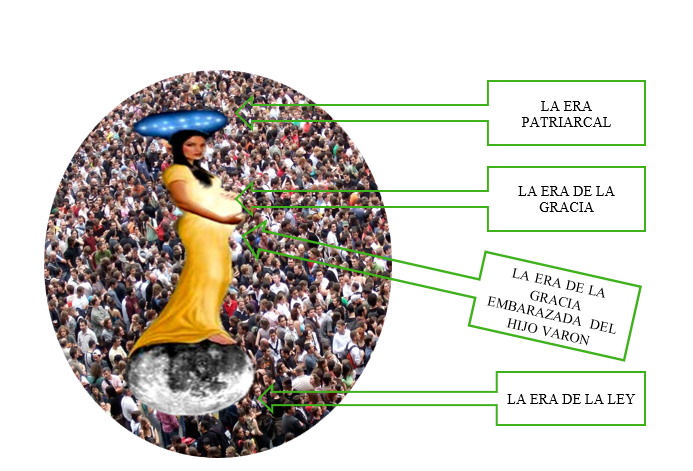 LA ERA
PATRIARCAL
LA ERA DE LA
GRACIA
LA ERA DE LA
GRACIA
EMBARAZADA DEL
HIJO VARON
LA ERA DE LA LEY